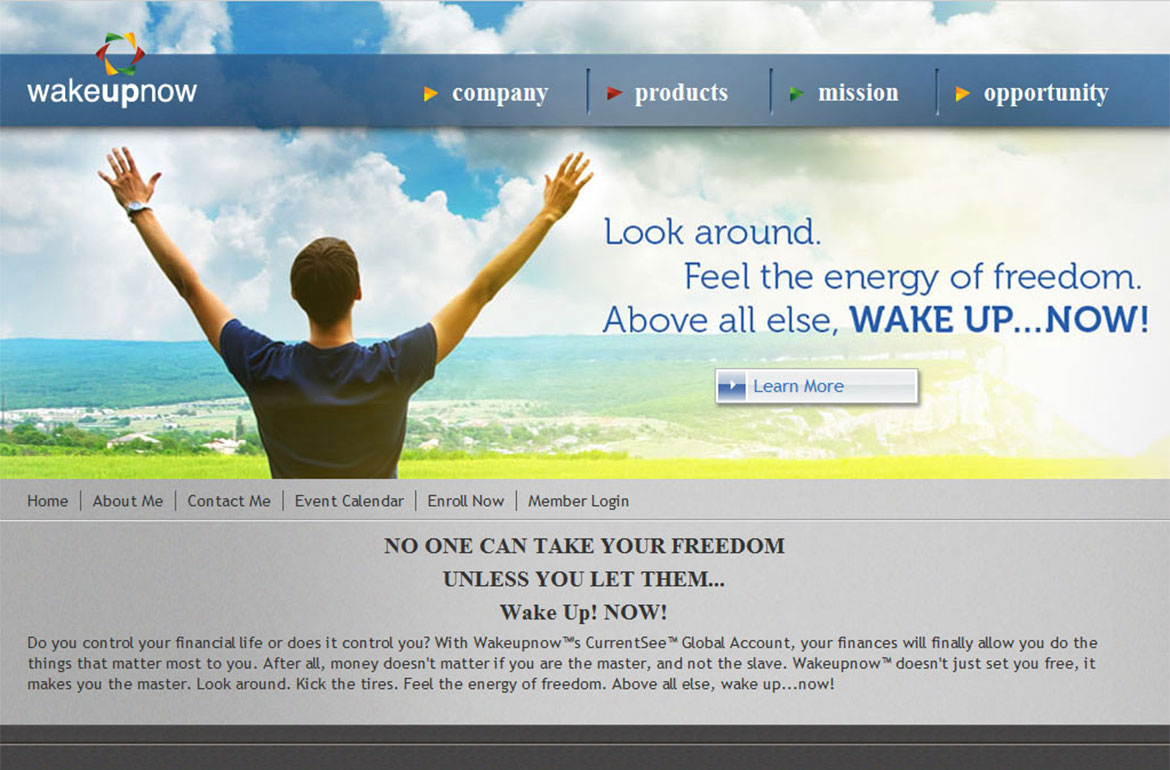 wakeupnow
company
products
mission
opportunity
Look around.
Feel the energy of freedom.
Above all else, WAKE UP...NOW!
Learn More
Home | About Me | Contact Me | Event Calendar | Enroll Now | Member Login
NO ONE CAN TAKE YOUR FREEDOM
UNLESS YOU LET THEM...
Wake Up! NOW!
Do you control your financial life or does it control you? With Wakeupnow™'s CurrentSee™ Global Account, your finances will finally allow you do the
things that matter most to you. After all, money doesn't matter if you are the master, and not the slave. Wakeupnow™ doesn't just set you free, it
makes you the master. Look around. Kick the tires. Feel the energy of freedom. Above all else, wake up...now!